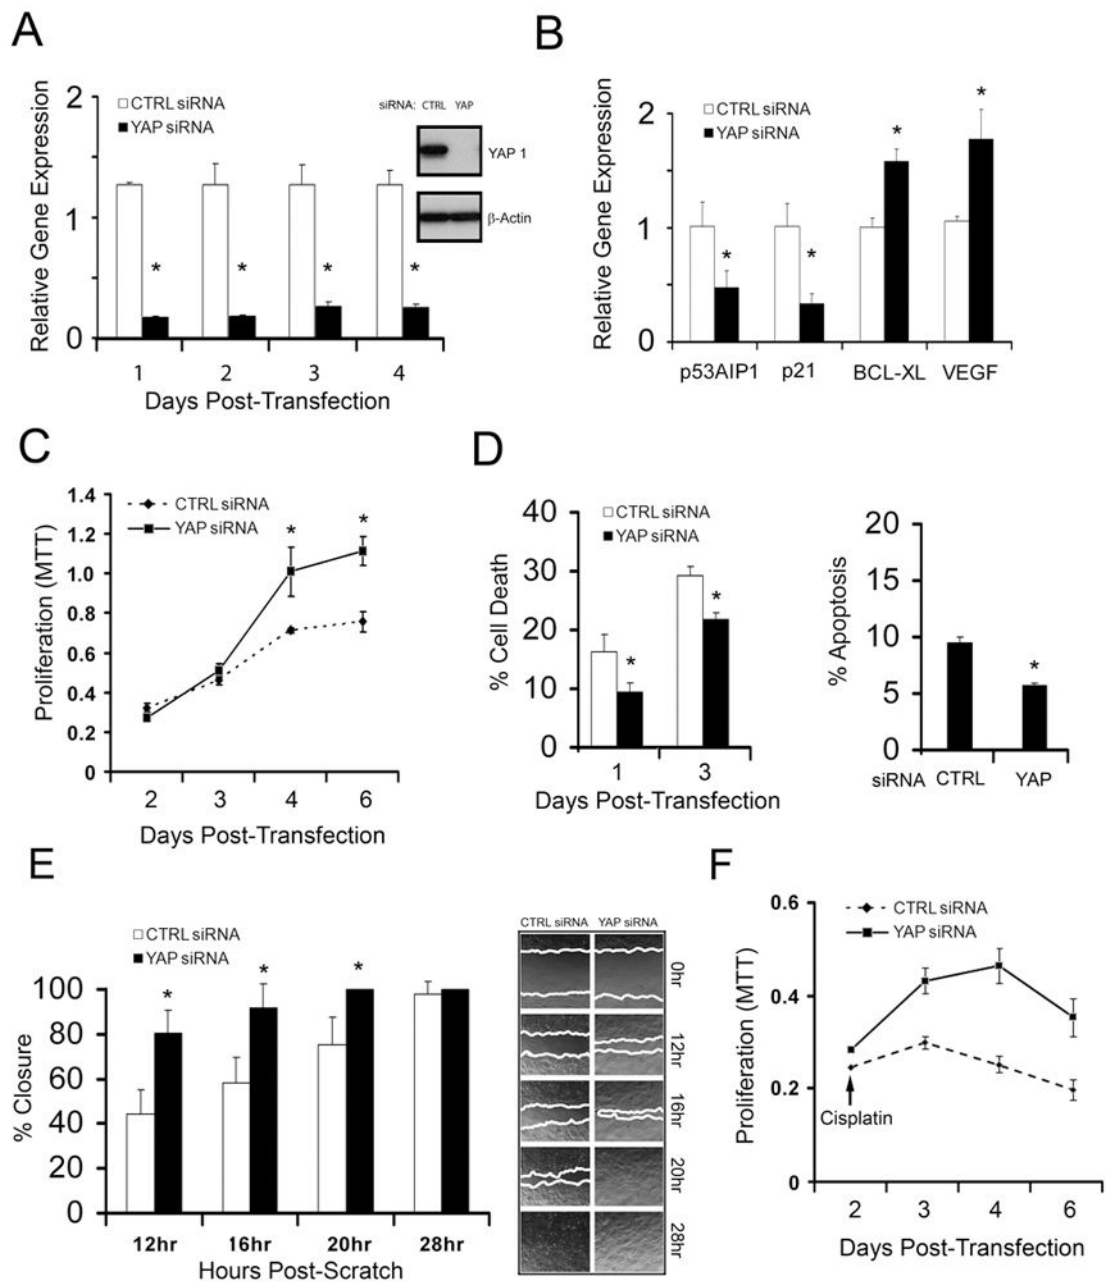 A
Relative Gene Expression
2
1
0
CTRL siRNA
YAP siRNA
siRNA: CTRL YAP
YAP 1
β-Actin
* * * *
1 2 3 4
Days Post-Transfection
B
Relative Gene Expression
2
1
0
CTRL siRNA
YAP siRNA
* * * *
p53AIP1 p21 BCL-XL VEGF
C
Proliferation (MTT)
1.4
1.2
1.0
0.8
0.6
0.4
0.2
0
CTRL siRNA
YAP siRNA
* *
2 3 4 6
Days Post-Transfection
D
% Cell Death
40
30
20
10
0
CTRL siRNA
YAP siRNA
* *
1 3
Days Post-Transfection
% Apoptosis
20
15
10
5
0
*
siRNA CTRL YAP
E
% Closure
100
80
60
40
20
0
CTRL siRNA
YAP siRNA
* * *
12hr 16hr 20hr 28hr
Hours Post-Scratch
CTRL siRNA YAP siRNA
0hr
12hr
16hr
20hr
28hr
F
Proliferation (MTT)
0.6
0.4
0.2
0
CTRL siRNA
YAP siRNA
Cisplatin
2 3 4 6
Days Post-Transfection